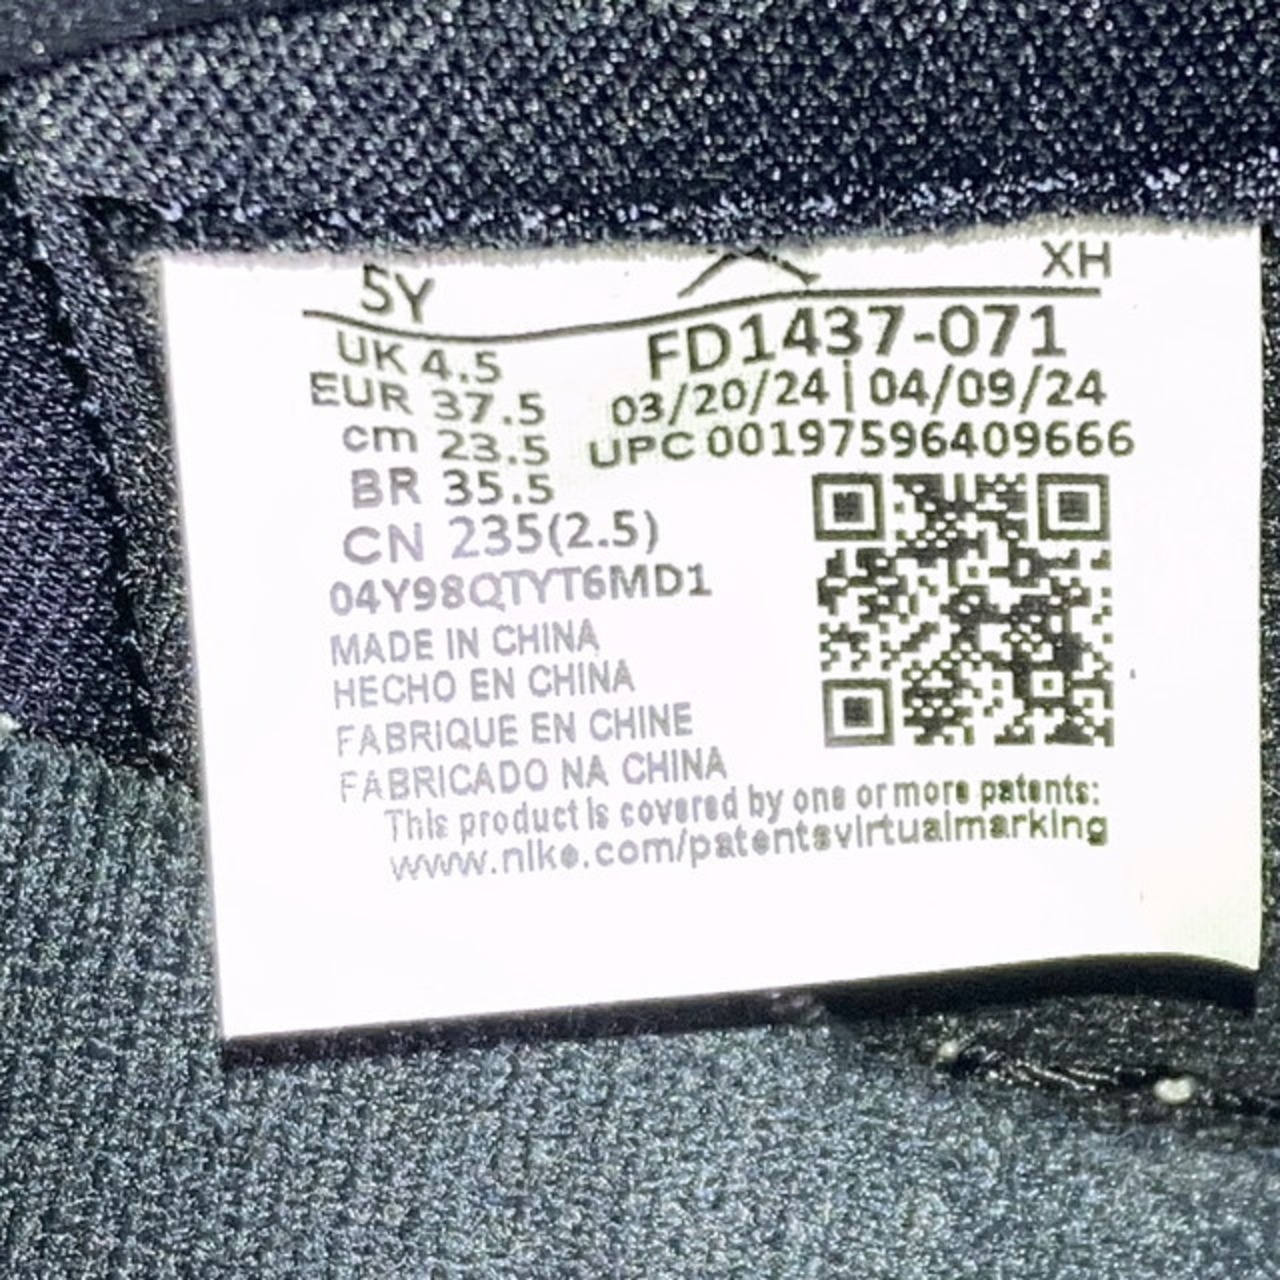 5Y XH
UK 4.5 FD1437-071
EUR 37.5 03/20/24 | 04/09/24
cm 23.5 UPC 00197596409666
BR 35.5
CN 235(2.5)
04Y98QTYT6MD1
MADE IN CHINA
HECHO EN CHINA
FABRIQUE EN CHINE
FABRICADO NA CHINA
This product is covered by one or more patents:
www.nike.com/patentsvirtualmarking